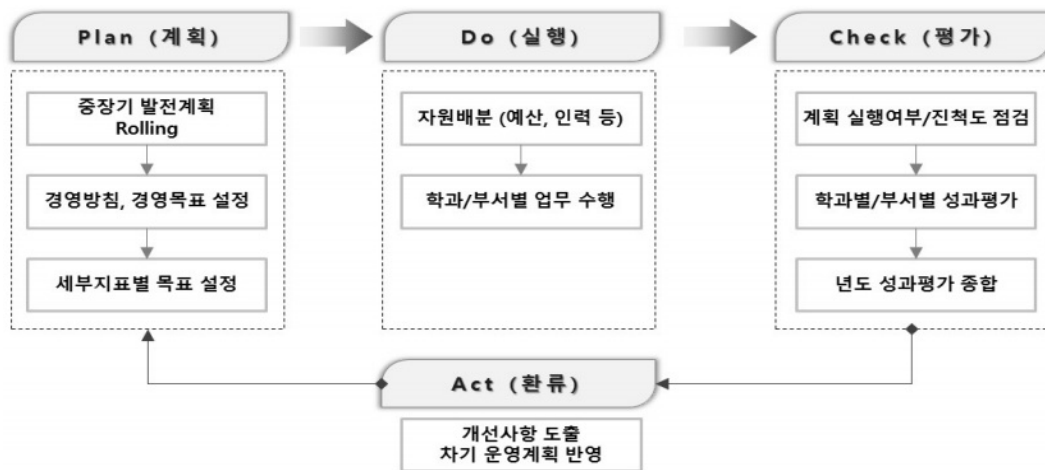 Plan (계획)
중장기 발전계획
Rolling
경영방침, 경영목표 설정
세부지표별 목표 설정
Do (실행)
자원배분 (예산, 인력 등)
학과/부서별 업무 수행
Check (평가)
계획 실행여부/진척도 점검
학과별/부서별 성과평가
년도 성과평가 종합
Act (환류)
개선사항 도출
차기 운영계획 반영